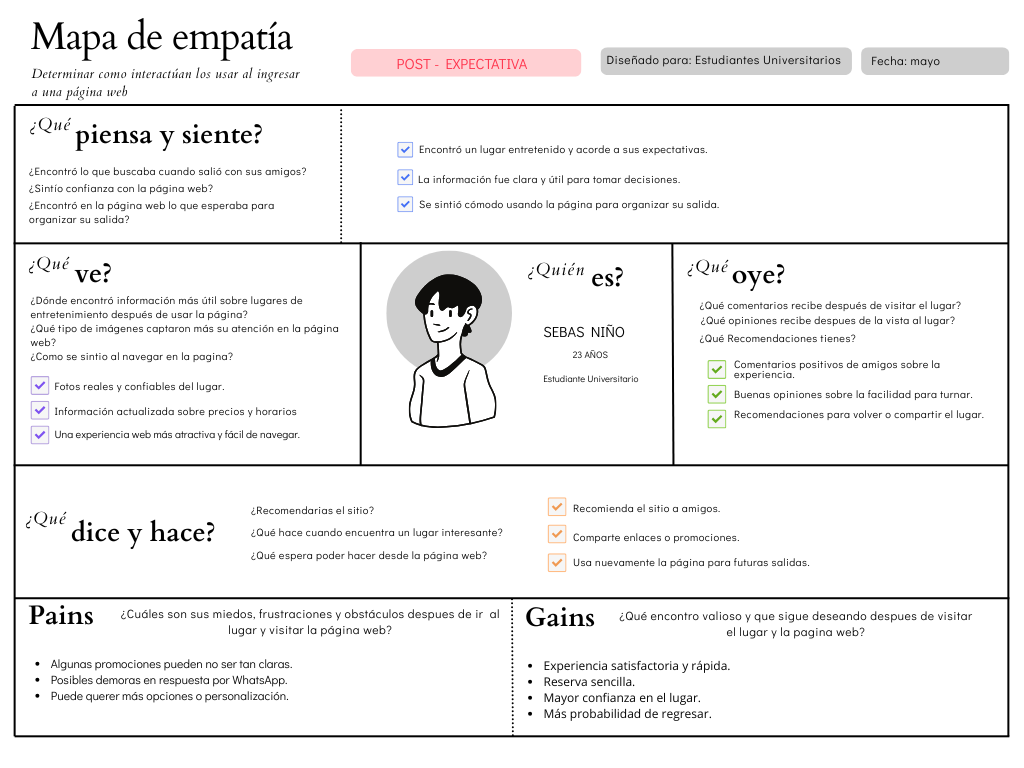 Mapa de empatía
Determinar como interactúan los usar al ingresar
a una página web
POST - EXPECTATIVA
Diseñado para: Estudiantes Universitarios
Fecha: mayo
¿Qué piensa y siente?
¿Encontró lo que buscaba cuando salió con sus amigos?
¿Sintío confianza con la página web?
¿Encontró en la página web lo que esperaba para
organizar su salida?
Encontró un lugar entretenido y acorde a sus expectativas.
La información fue clara y útil para tomar decisiones.
Se sintió cómodo usando la página para organizar su salida.
¿Qué ve?
¿Dónde encontró información más útil sobre lugares de
entretenimiento después de usar la página?
¿Qué tipo de imágenes captaron más su atención en la página
web?
¿Como se sintio al navegar en la pagina?
Fotos reales y confiables del lugar.
Información actualizada sobre precios y horarios
Una experiencia web más atractiva y fácil de navegar.
¿Quién es?
SEBAS NIÑO
23 AÑOS
Estudiante Universitario
¿Qué oye?
¿Qué comentarios recibe después de visitar el lugar?
¿Qué opiniones recibe despues de la vista al lugar?
¿Qué Recomendaciones tienes?
Comentarios positivos de amigos sobre la
experiencia.
Buenas opiniones sobre la facilidad para turnar.
Recomendaciones para volver o compartir el lugar.
¿Qué dice y hace?
¿Recomendarias el sitio?
¿Qué hace cuando encuentra un lugar interesante?
¿Qué espera poder hacer desde la página web?
Recomienda el sitio a amigos.
Comparte enlaces o promociones.
Usa nuevamente la página para futuras salidas.
Pains
¿Cuáles son sus miedos, frustraciones y obstáculos despues de ir al
lugar y visitar la página web?
• Algunas promociones pueden no ser tan claras.
• Posibles demoras en respuesta por WhatsApp.
• Puede querer más opciones o personalización.
Gains
¿Qué encontro valioso y que sigue deseando despues de visitar
el lugar y la pagina web?
• Experiencia satisfactoria y rápida.
• Reserva sencilla.
• Mayor confianza en el lugar.
• Más probabilidad de regresar.